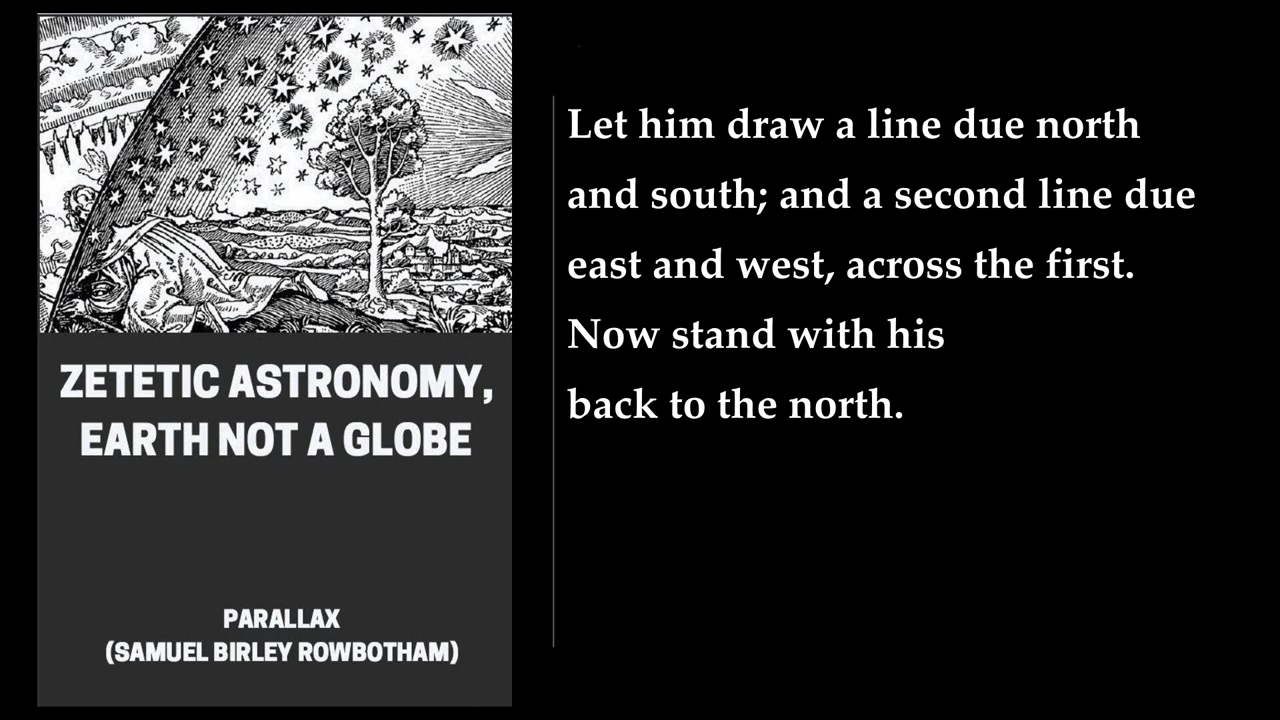 ZETETIC ASTRONOMY,
EARTH NOT A GLOBE
PARALLAX
(SAMUEL BIRLEY ROWBOTHAM)
Let him draw a line due north
and south; and a second line due
east and west, across the first.
Now stand with his
back to the north.